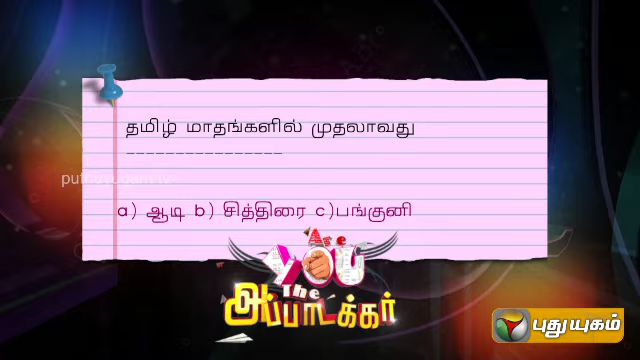 தமிழ் மாதங்களில் முதலாவது
----------------
puthuyugam.tv
a) ஆடி b) சித்திரை c)பங்குனி
Are
YOU
The
அப்பாடக்கர்
புதுயுகம்